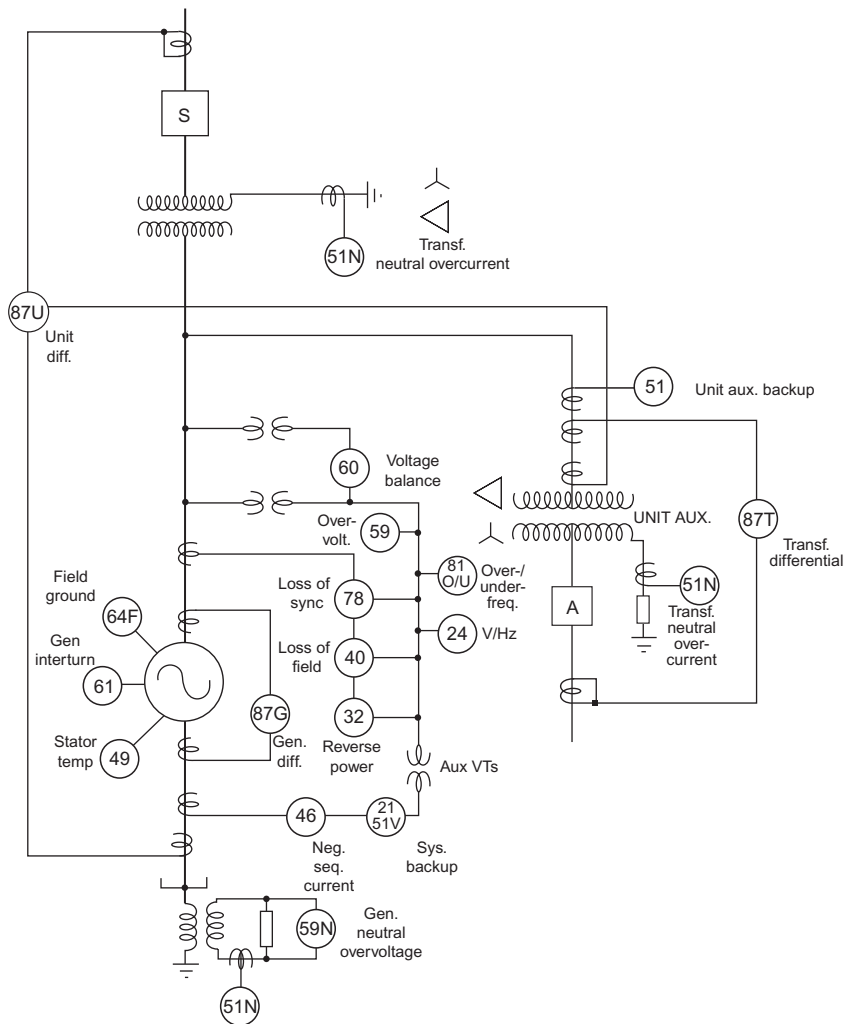 S
51N
Transf.
neutral overcurrent
87U
Unit
diff.
51
Unit aux. backup
60
Voltage
balance
Over-
volt.
59
UNIT AUX.
87T
Transf.
differential
81
O/U
Over-/
under-
freq.
Loss of
sync
78
24
V/Hz
A
51N
Transf.
neutral
over-
current
Field
ground
64F
Gen
interturn
61
Loss of
field
40
87G
Gen.
diff.
32
Reverse
power
Stator
temp
49
Aux VTs
46
Neg.
seq.
current
21
51V
Sys.
backup
59N
Gen.
neutral
overvoltage
51N